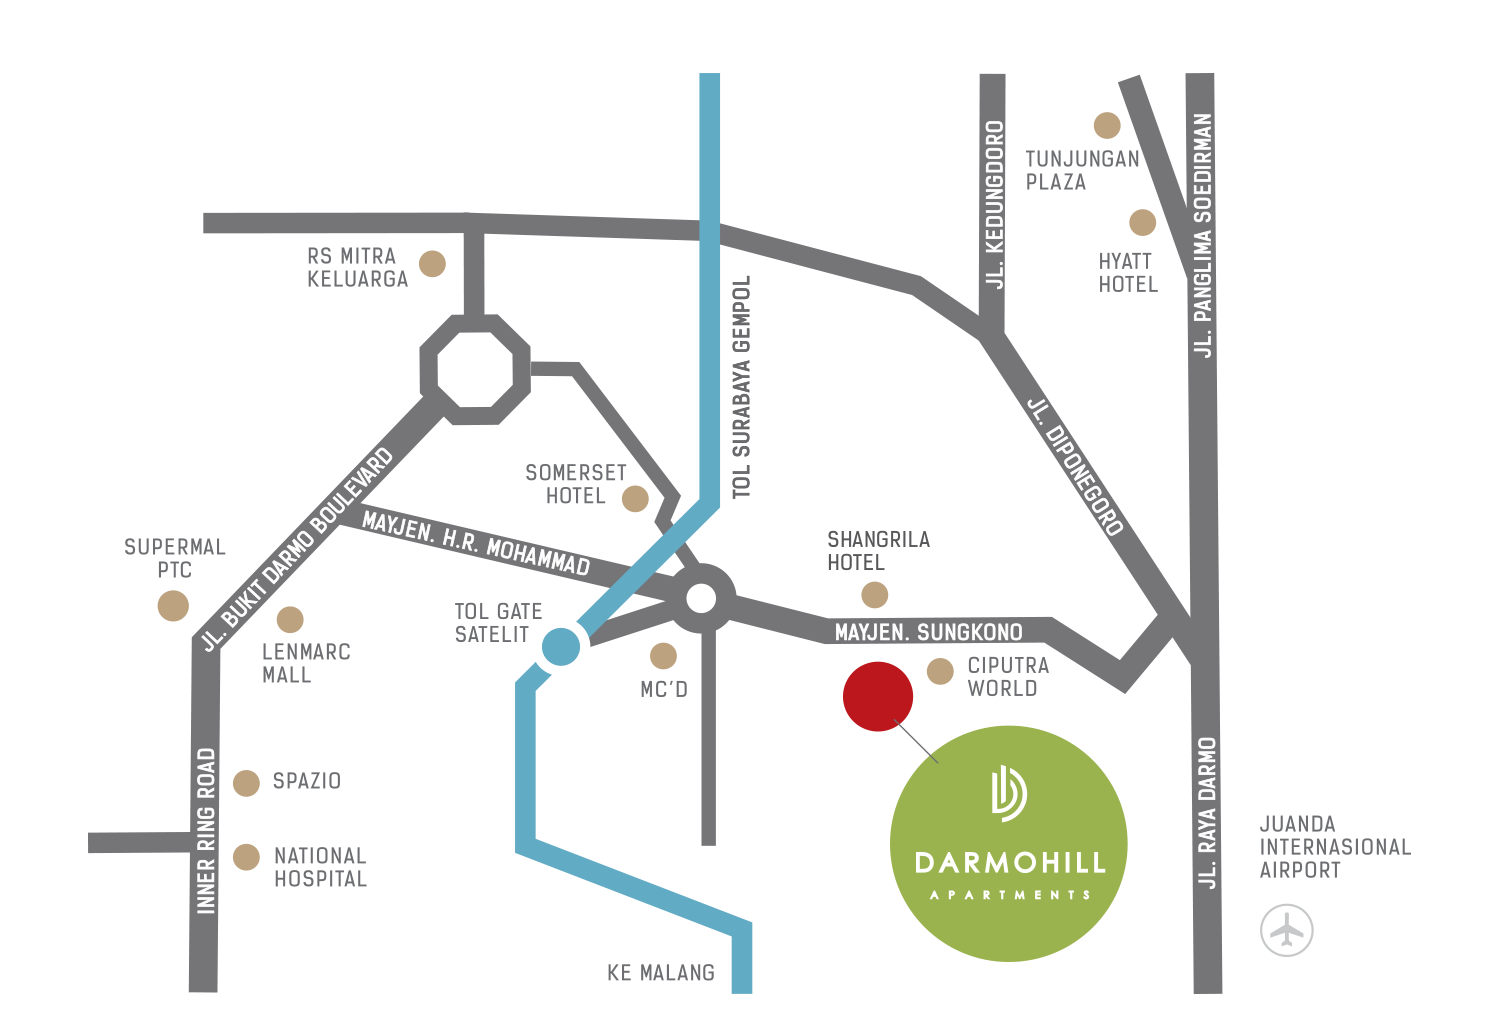 JL. KEDUNGDORO
TUNJUNGAN
PLAZA
JL. PANGLIMA SOEDIRMAN
HYATT
HOTEL
RS MITRA
KELUARGA
TOL SURABAYA GEMPOL
JL. DIPONEGORO
JL. BUKIT DARMO BOULEVARD
SOMERSET
HOTEL
MAYJEN. H.R. MOHAMMAD
SUPERMAL
PTC
SHANGRILA
HOTEL
TOL GATE
SATELIT
MAYJEN. SUNGKONO
LENMARC
MALL
MC'D
CIPUTRA
WORLD
INNER RING ROAD
SPAZIO
NATIONAL
HOSPITAL
JL. RAYA DARMO
DARMOHILL
APARTMENTS
JUANDA
INTERNASIONAL
AIRPORT
KE MALANG